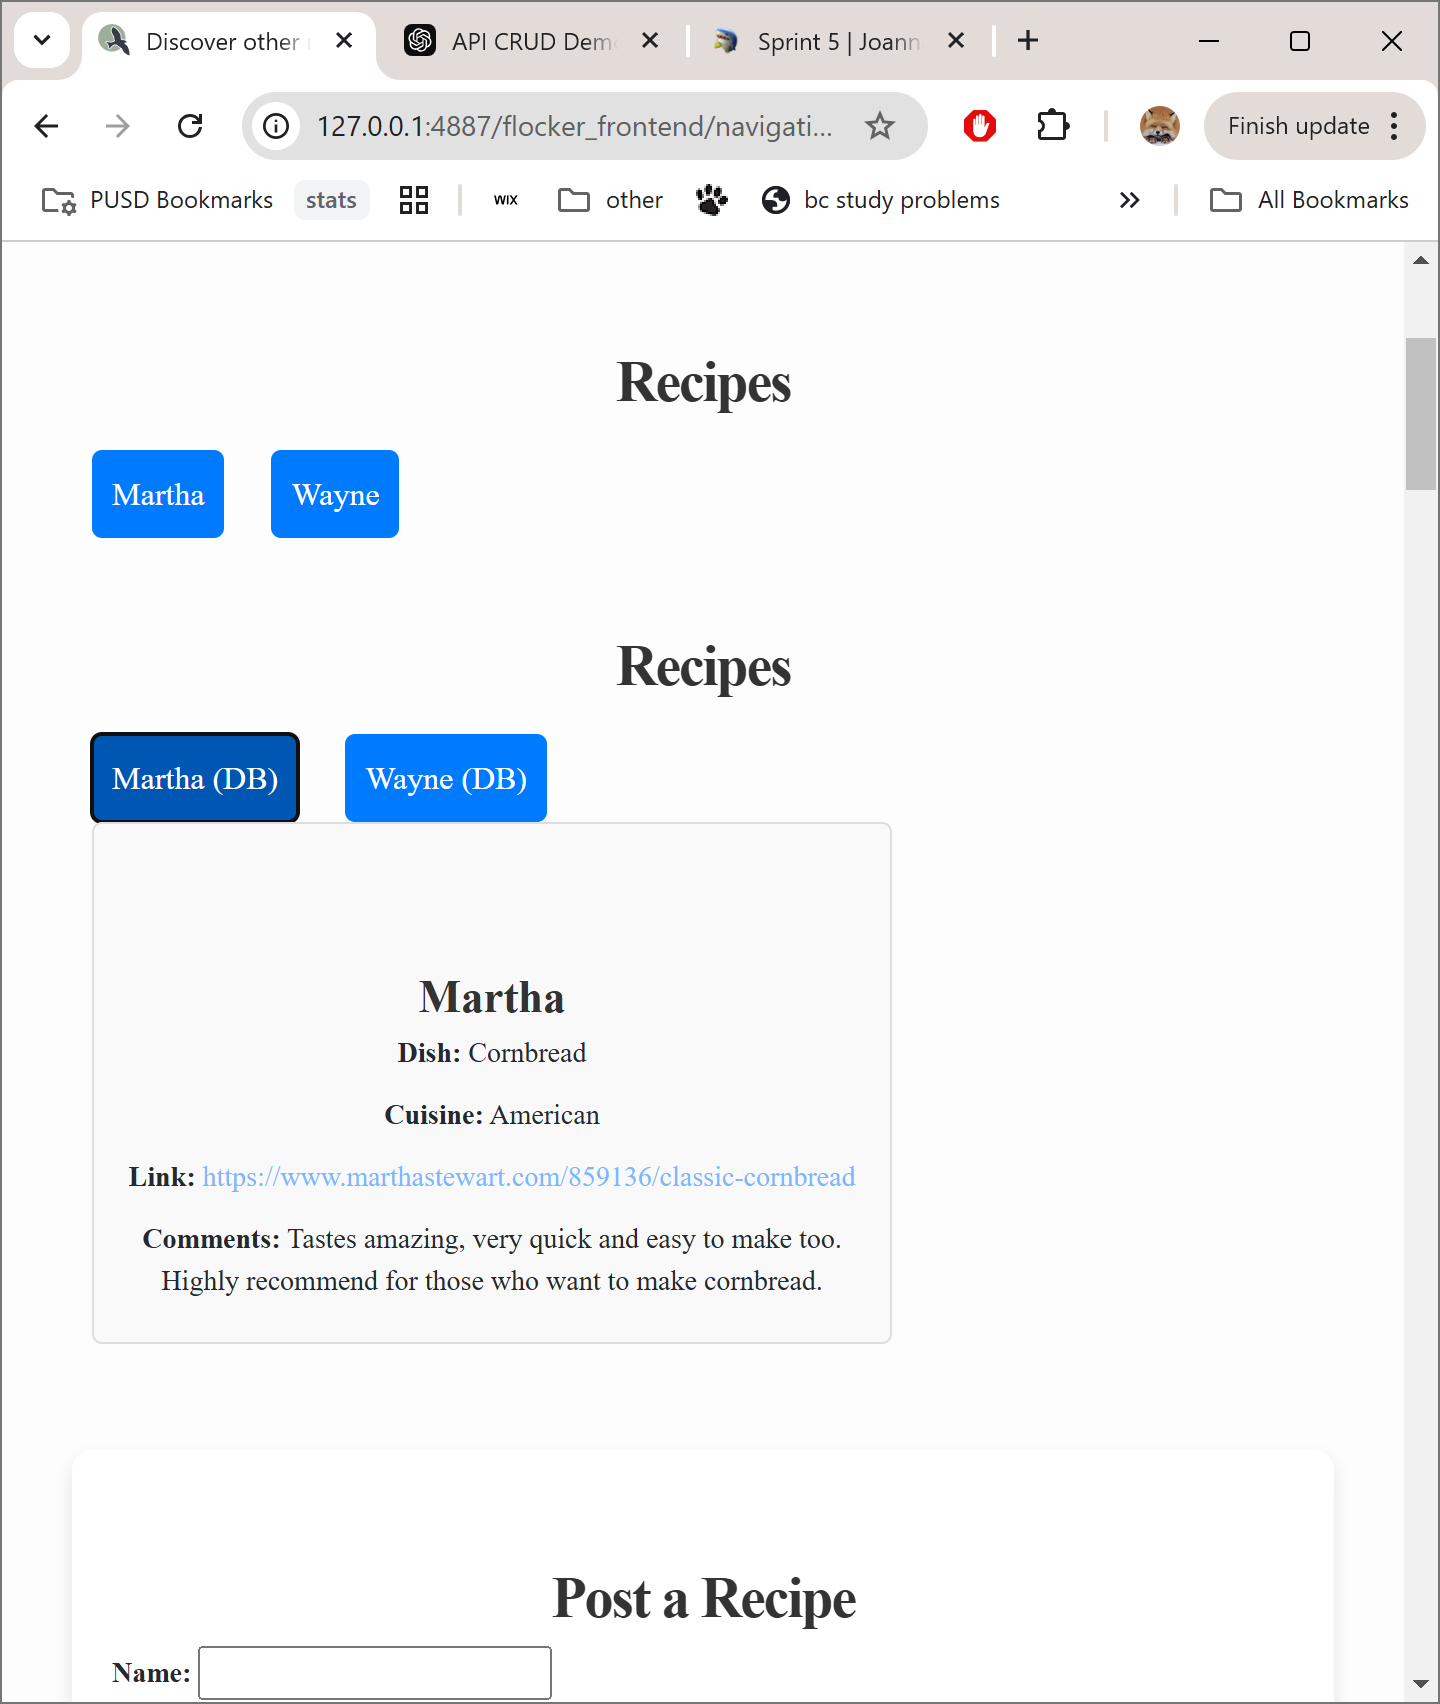 Discover other
API CRUD Dem
Sprint 5 | Joann
127.0.0.1:4887/flocker_frontend/navigati...
Finish update
PUSD Bookmarks
stats
WIX
other
bc study problems
All Bookmarks
Recipes
Martha
Wayne
Recipes
Martha (DB)
Wayne (DB)
Martha
Dish: Cornbread
Cuisine: American
Link: https://www.marthastewart.com/859136/classic-cornbread
Comments: Tastes amazing, very quick and easy to make too.
Highly recommend for those who want to make cornbread.
Post a Recipe
Name: